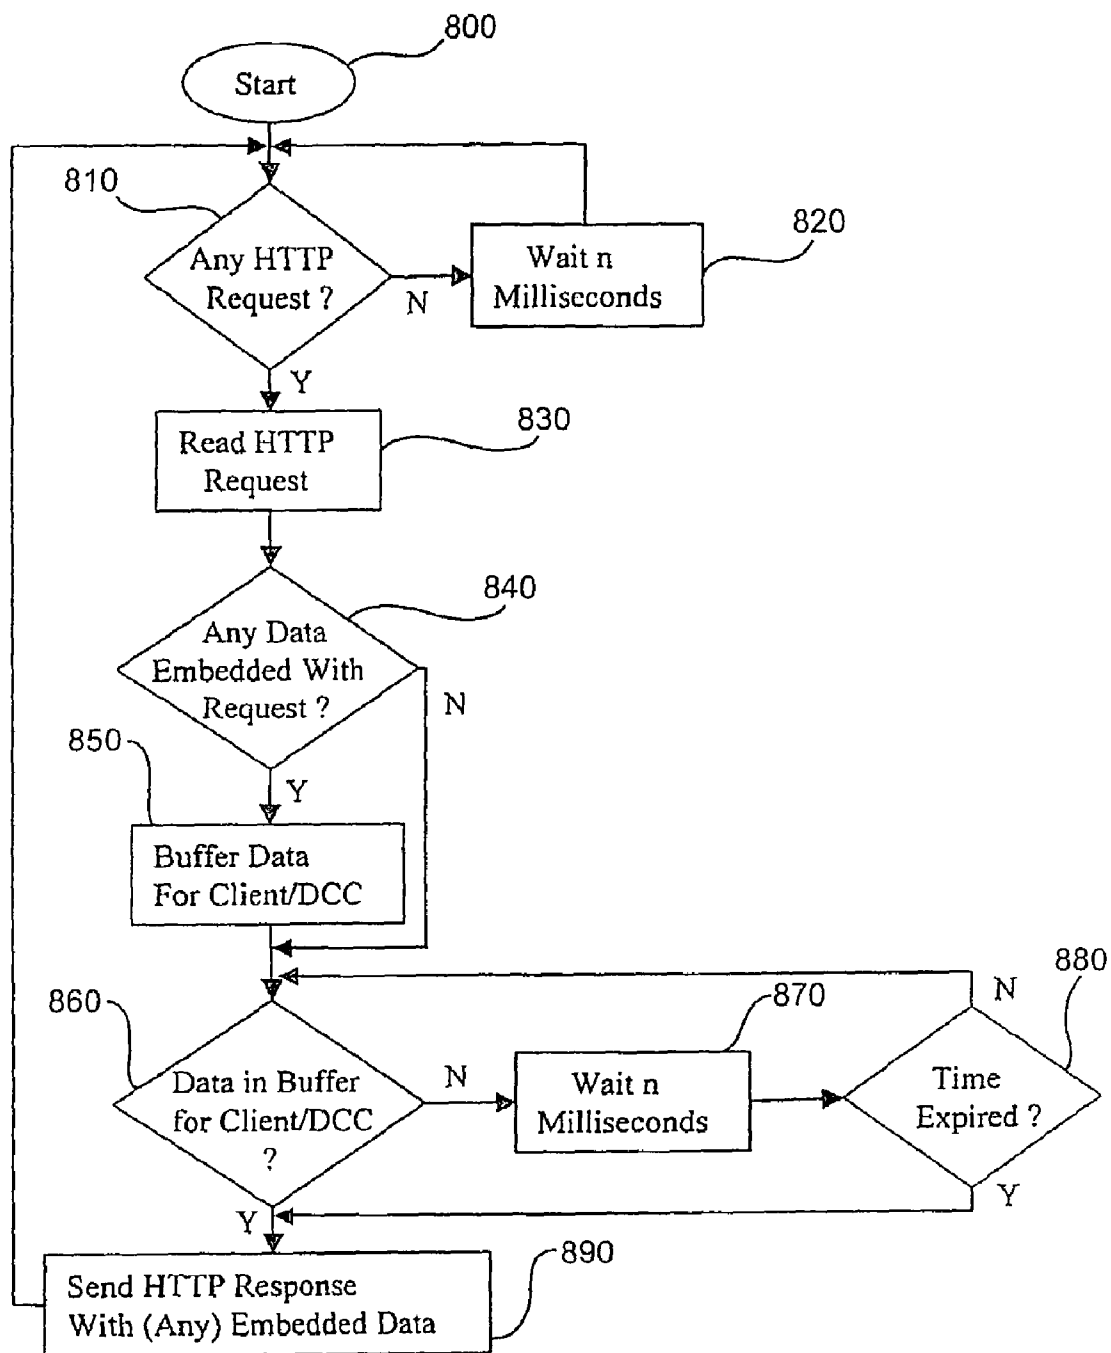 800
Start
810
Any HTTP
Request ?
N
Wait n
Milliseconds
820
Y
Read HTTP
Request
830
840
Any Data
Embedded With
Request ?
N
850
Y
Buffer Data
For Client/DCC
860
Data in Buffer
for Client/DCC
?
N
870
Wait n
Milliseconds
880
N
Time
Expired ?
Y
Y
890
Send HTTP Response
With (Any) Embedded Data